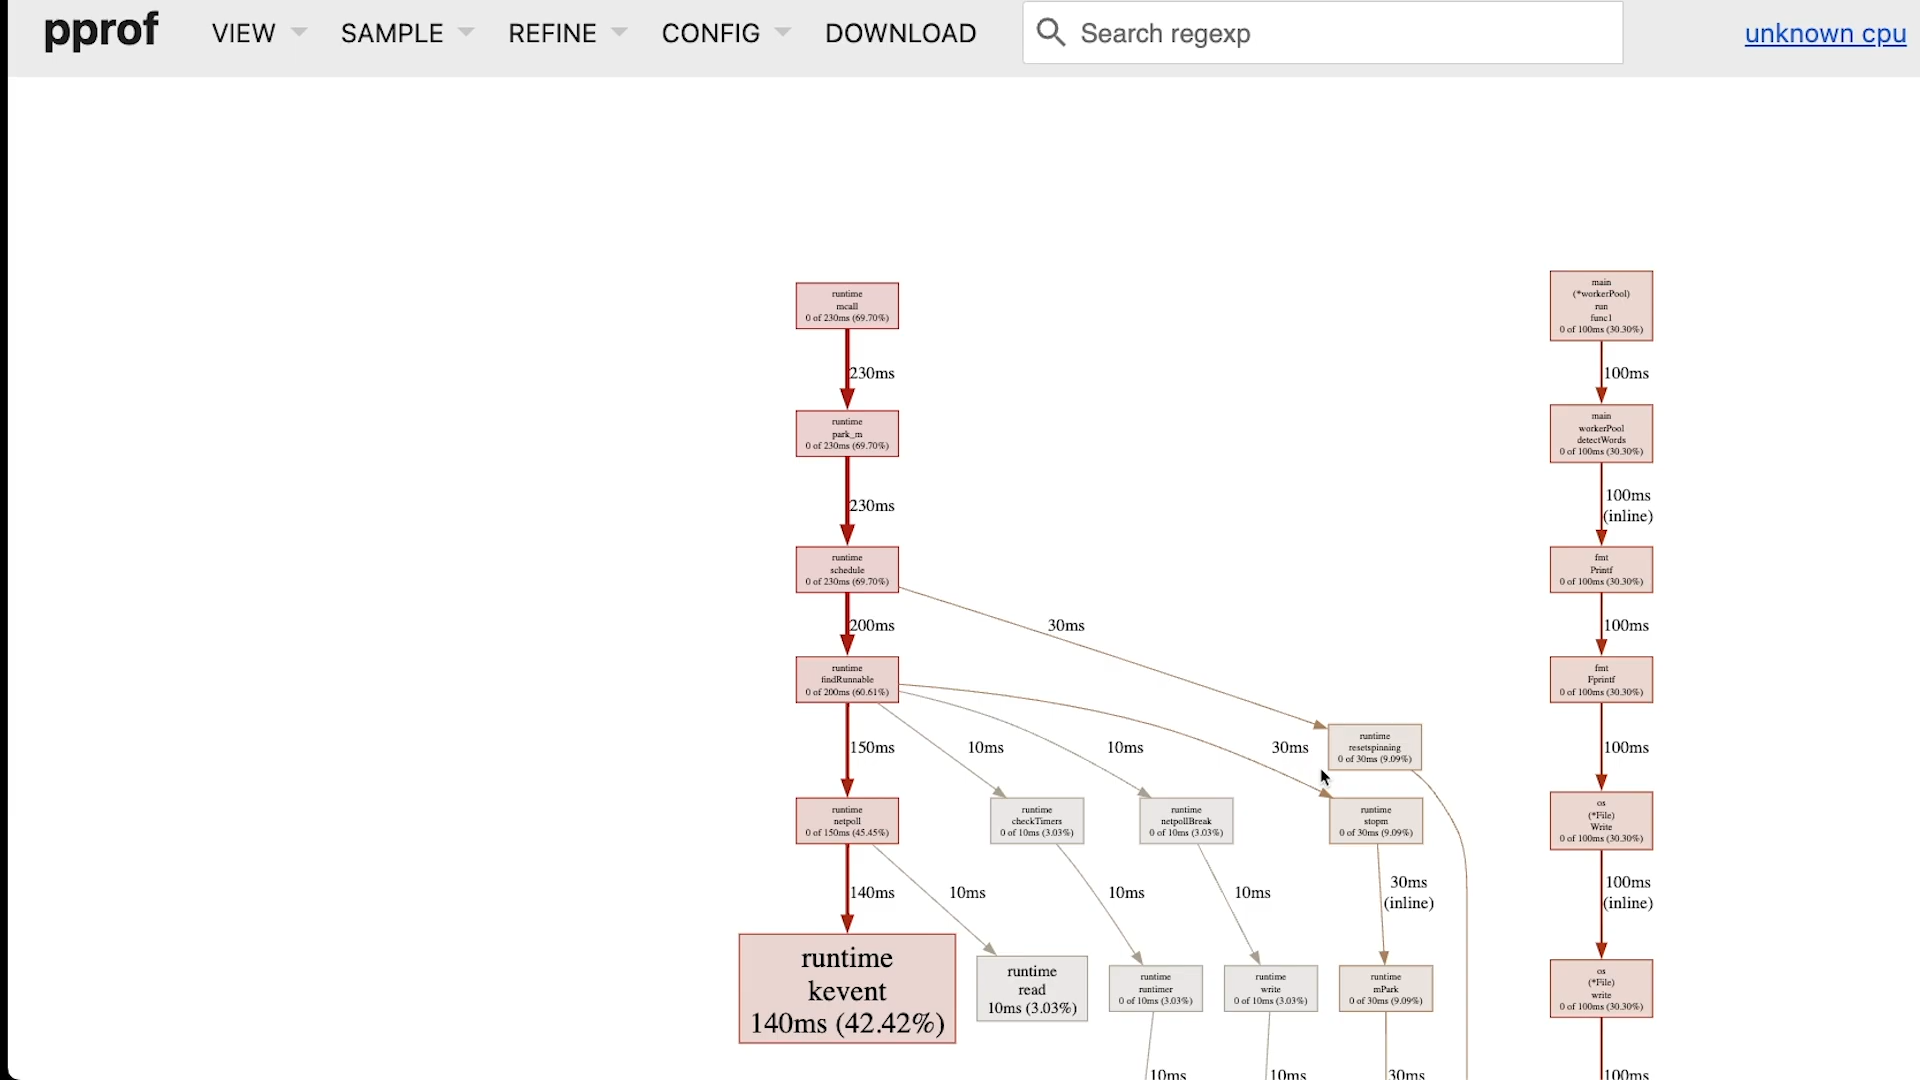 pprof
VIEW
SAMPLE
REFINE
CONFIG
DOWNLOAD
Search regexp
unknown cpu
runtime
mcall
0 of 230ms (69.70%)
main
(*workerPool)
run
func1
0 of 100ms (30.30%)
230ms
100ms
runtime
park_m
0 of 230ms (69.70%)
main
workerPool
detectWords
0 of 100ms (30.30%)
230ms
100ms
(inline)
runtime
schedule
0 of 230ms (69.70%)
fmt
Printf
0 of 100ms (30.30%)
200ms
30ms
100ms
runtime
findRunnable
0 of 200ms (60.61%)
fmt
Fprintf
0 of 100ms (30.30%)
150ms
10ms
10ms
30ms
runtime
resetspinning
0 of 30ms (9.09%)
100ms
runtime
netpoll
0 of 150ms (45.45%)
runtime
checkTimers
0 of 10ms (3.03%)
runtime
netpollBreak
0 of 10ms (3.03%)
runtime
stopm
0 of 30ms (9.09%)
os
(*File)
Write
0 of 100ms (30.30%)
140ms
10ms
10ms
10ms
30ms
(inline)
100ms
(inline)
runtime
kevent
140ms (42.42%)
runtime
read
10ms (3.03%)
runtime
runtimer
0 of 10ms (3.03%)
runtime
write
0 of 10ms (3.03%)
runtime
mPark
0 of 30ms (9.09%)
os
(*File)
write
0 of 100ms (30.30%)
10ms
10ms
30ms
100ms